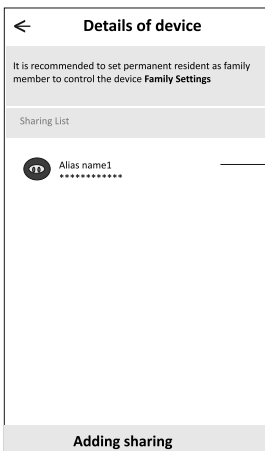 Details of device
It is recommended to set permanent resident as family
member to control the device Family Settings
Sharing List
Alias name1
************
Adding sharing